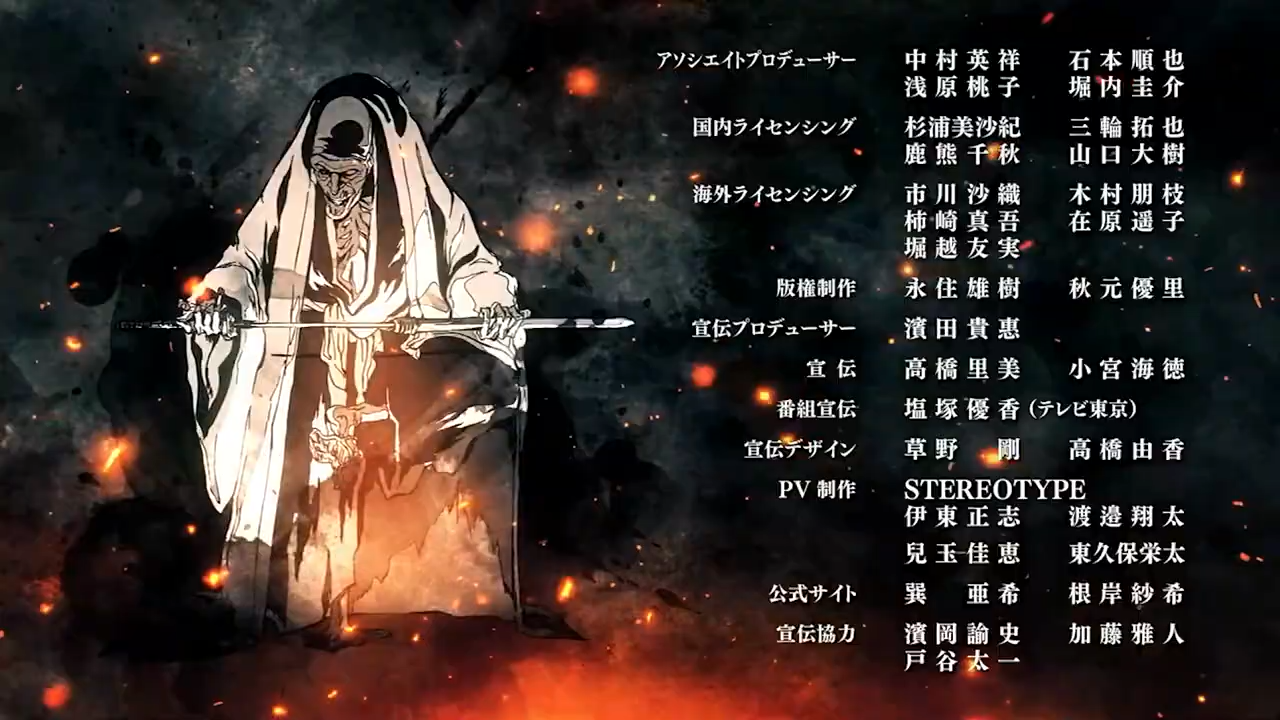 アソシエイトプロデューサー 中村英祥 石本順也
浅原桃子 堀内圭介
国内ライセンシング 杉浦美沙紀 三輪拓也
鹿熊千秋 山口大樹
海外ライセンシング 市川沙織 木村朋枝
柿崎真吾 在原遥子
堀越友実
版権制作 永住雄樹 秋元優里
宣伝プロデューサー 濱田貴惠
宣伝 髙橋里美 小宮海徳
番組宣伝 塩塚優香（テレビ東京）
宣伝デザイン 草野剛 髙橋由香
PV制作 STEREOTYPE
伊東正志 渡邉翔太
兒玉佳恵 東久保栄太
公式サイト 巽亜希 根岸紗希
宣伝協力 濱岡諭史 加藤雅人
戸谷太一